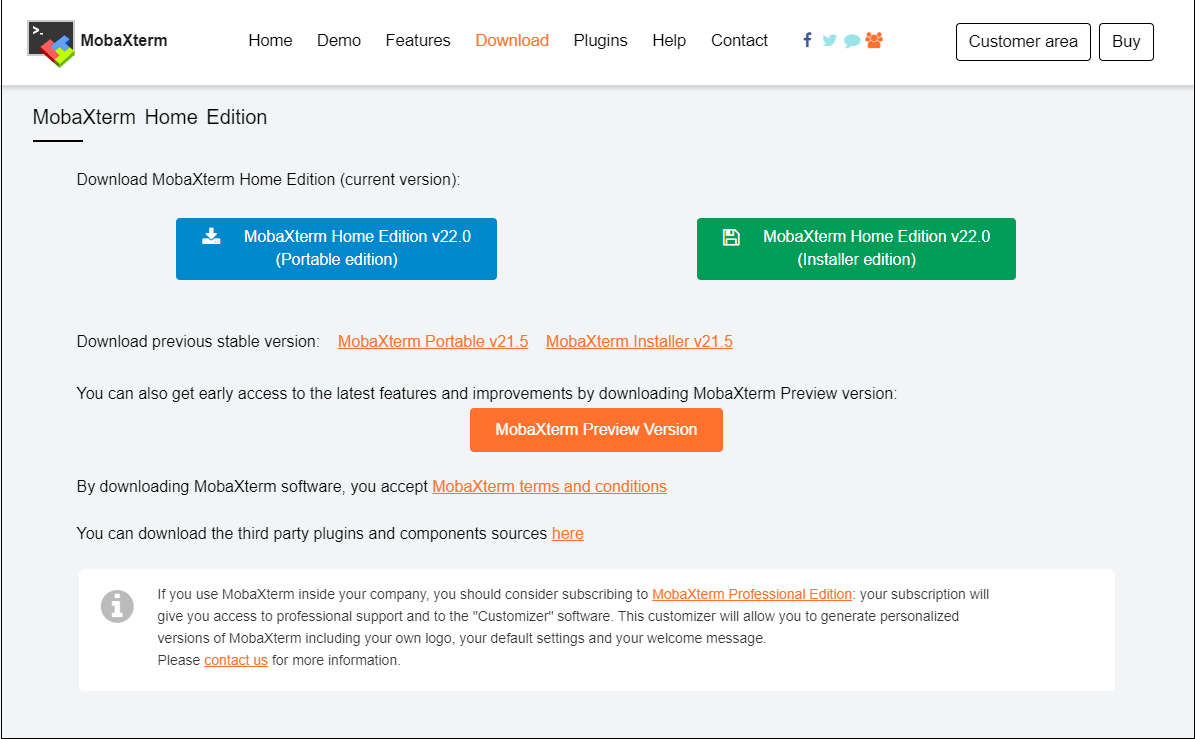 >_
MobaXterm
Home Demo Features Download Plugins Help Contact Customer area Buy
MobaXterm Home Edition
Download MobaXterm Home Edition (current version):
MobaXterm Home Edition v22.0
(Portable edition)
MobaXterm Home Edition v22.0
(Installer edition)
Download previous stable version: MobaXterm Portable v21.5 MobaXterm Installer v21.5
You can also get early access to the latest features and improvements by downloading MobaXterm Preview version:
MobaXterm Preview Version
By downloading MobaXterm software, you accept MobaXterm terms and conditions
You can download the third party plugins and components sources here
If you use MobaXterm inside your company, you should consider subscribing to MobaXterm Professional Edition: your subscription will
give you access to professional support and to the "Customizer" software. This customizer will allow you to generate personalized
versions of MobaXterm including your own logo, your default settings and your welcome message.
Please contact us for more information.